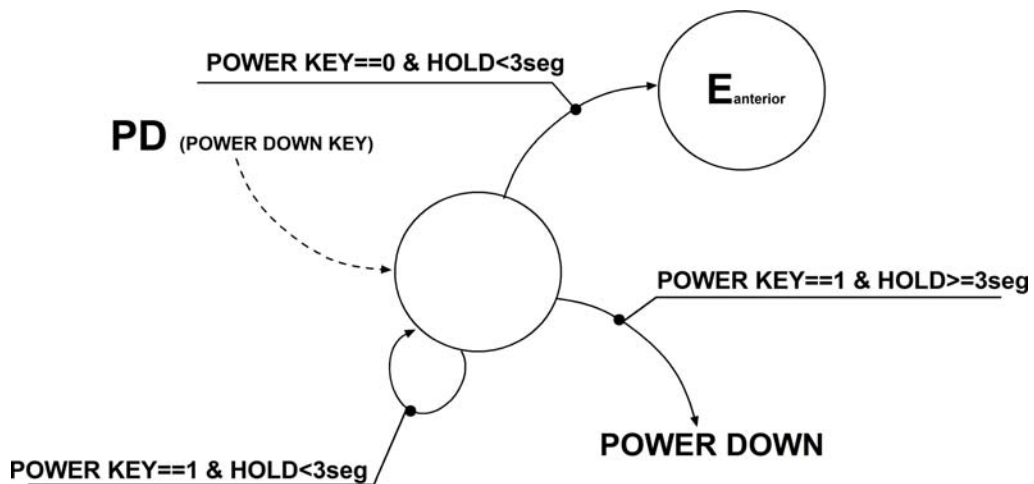 POWER KEY==0 & HOLD<3seg
E anterior
PD (POWER DOWN KEY)
POWER KEY==1 & HOLD>=3seg
POWER DOWN
POWER KEY==1 & HOLD<3seg